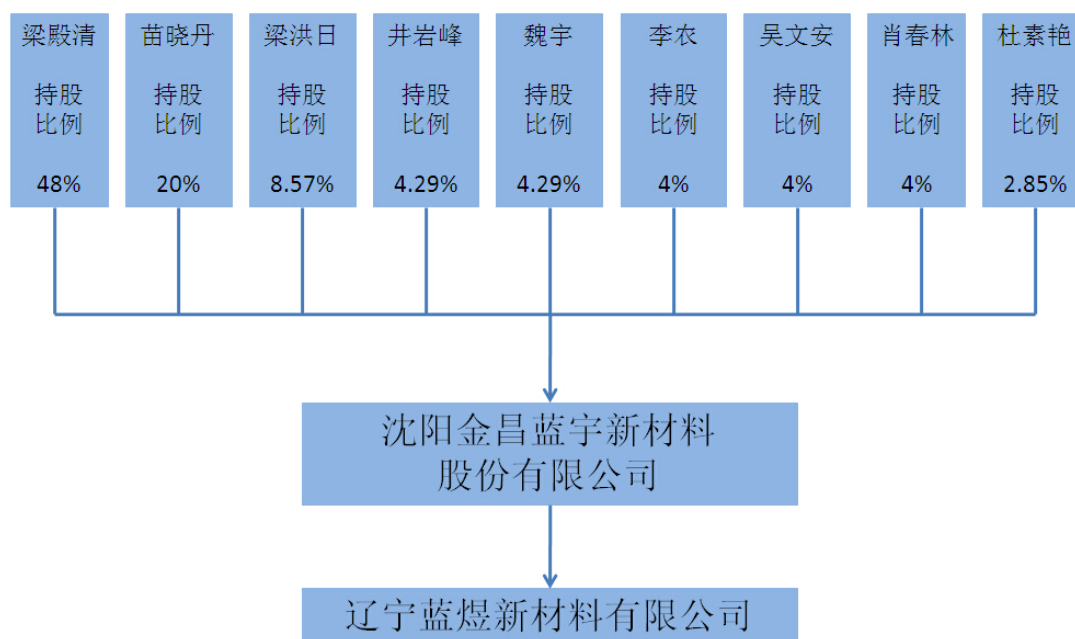 梁殿清
持股
比例
48%
苗晓丹
持股
比例
20%
梁洪日
持股
比例
8.57%
井岩峰
持股
比例
4.29%
魏宇
持股
比例
4.29%
李农
持股
比例
4%
吴文安
持股
比例
4%
肖春林
持股
比例
4%
杜素艳
持股
比例
2.85%
沈阳金昌蓝宇新材料
股份有限公司
辽宁蓝煜新材料有限公司